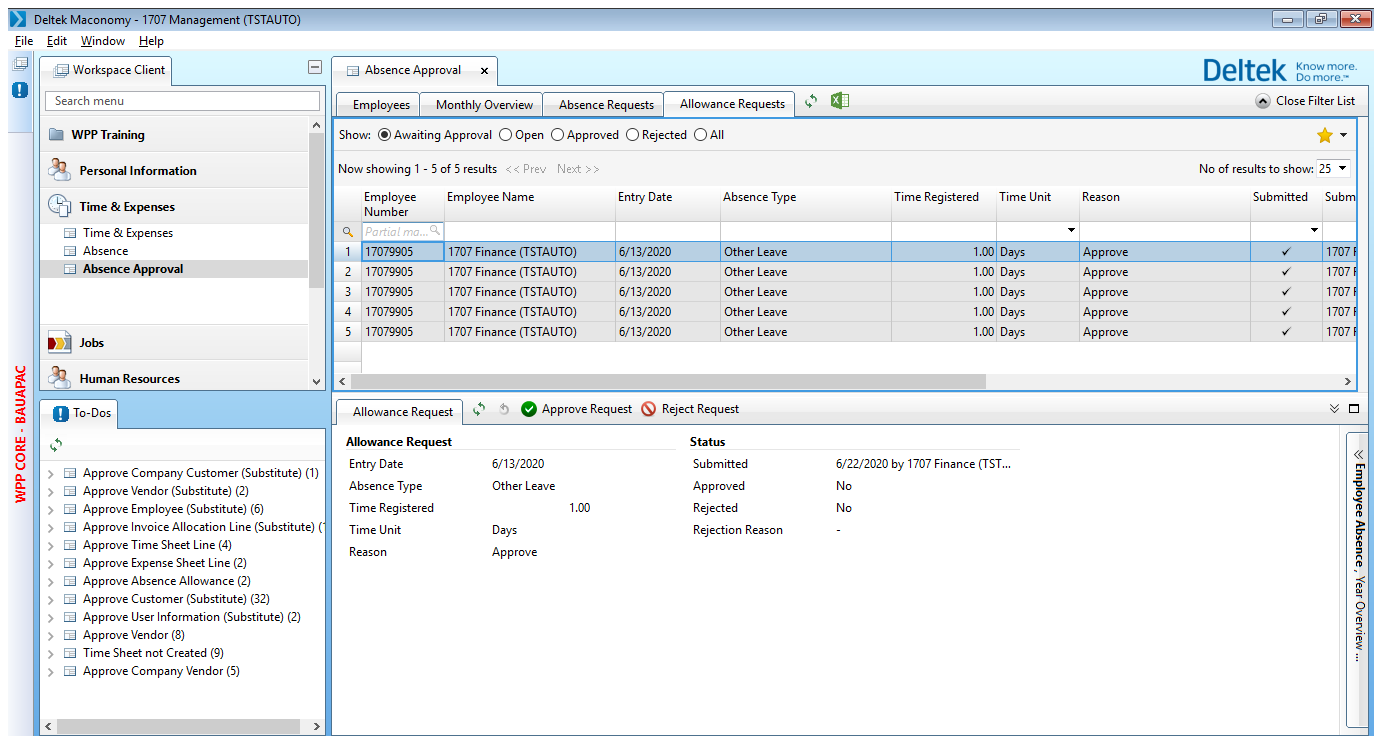 Deltek Maconomy - 1707 Management (TSTAUTO)
File Edit Window Help
Workspace Client
Search menu
WPP Training
Personal Information
Time & Expenses
Time & Expenses
Absence
Absence Approval
Jobs
Human Resources
WPP CORE - BAUAPAC
To-Dos
Approve Company Customer (Substitute) (1)
Approve Vendor (Substitute) (2)
Approve Employee (Substitute) (6)
Approve Invoice Allocation Line (Substitute) (
Approve Time Sheet Line (4)
Approve Expense Sheet Line (2)
Approve Absence Allowance (2)
Approve Customer (Substitute) (32)
Approve User Information (Substitute) (2)
Approve Vendor (8)
Time Sheet not Created (9)
Approve Company Vendor (5)
Absence Approval
Deltek Know more. Do more.™
Employees Monthly Overview Absence Requests Allowance Requests Close Filter List
Show: Awaiting Approval Open Approved Rejected All
Now showing 1 - 5 of 5 results << Prev Next >> No of results to show: 25
Employee Number Employee Name Entry Date Absence Type Time Registered Time Unit Reason Submitted Subm
Partial ma...
1 17079905 1707 Finance (TSTAUTO) 6/13/2020 Other Leave 1.00 Days Approve ✓ 1707 F
2 17079905 1707 Finance (TSTAUTO) 6/13/2020 Other Leave 1.00 Days Approve ✓ 1707 F
3 17079905 1707 Finance (TSTAUTO) 6/13/2020 Other Leave 1.00 Days Approve ✓ 1707 F
4 17079905 1707 Finance (TSTAUTO) 6/13/2020 Other Leave 1.00 Days Approve ✓ 1707 F
5 17079905 1707 Finance (TSTAUTO) 6/13/2020 Other Leave 1.00 Days Approve ✓ 1707 F
Allowance Request Approve Request Reject Request
Allowance Request Status
Entry Date 6/13/2020 Submitted 6/22/2020 by 1707 Finance (TST...
Absence Type Other Leave Approved No
Time Registered 1.00 Rejected No
Time Unit Days Rejection Reason -
Reason Approve
Employee Absence , Year Overview ...